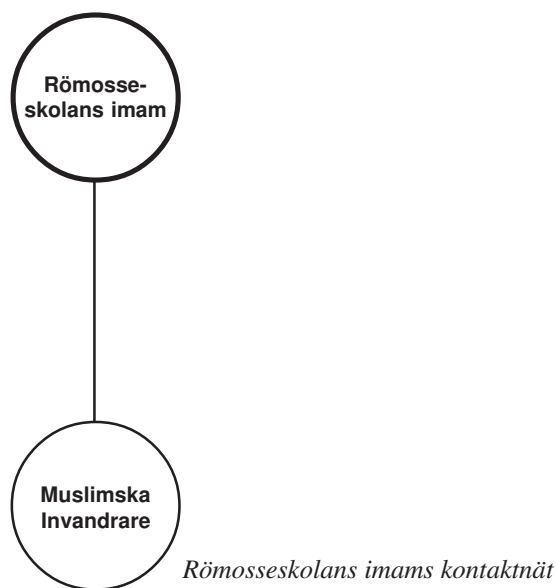 Römosse-
skolans imam
Muslimska
Invandrare
Römosseskolans imams kontaktnät